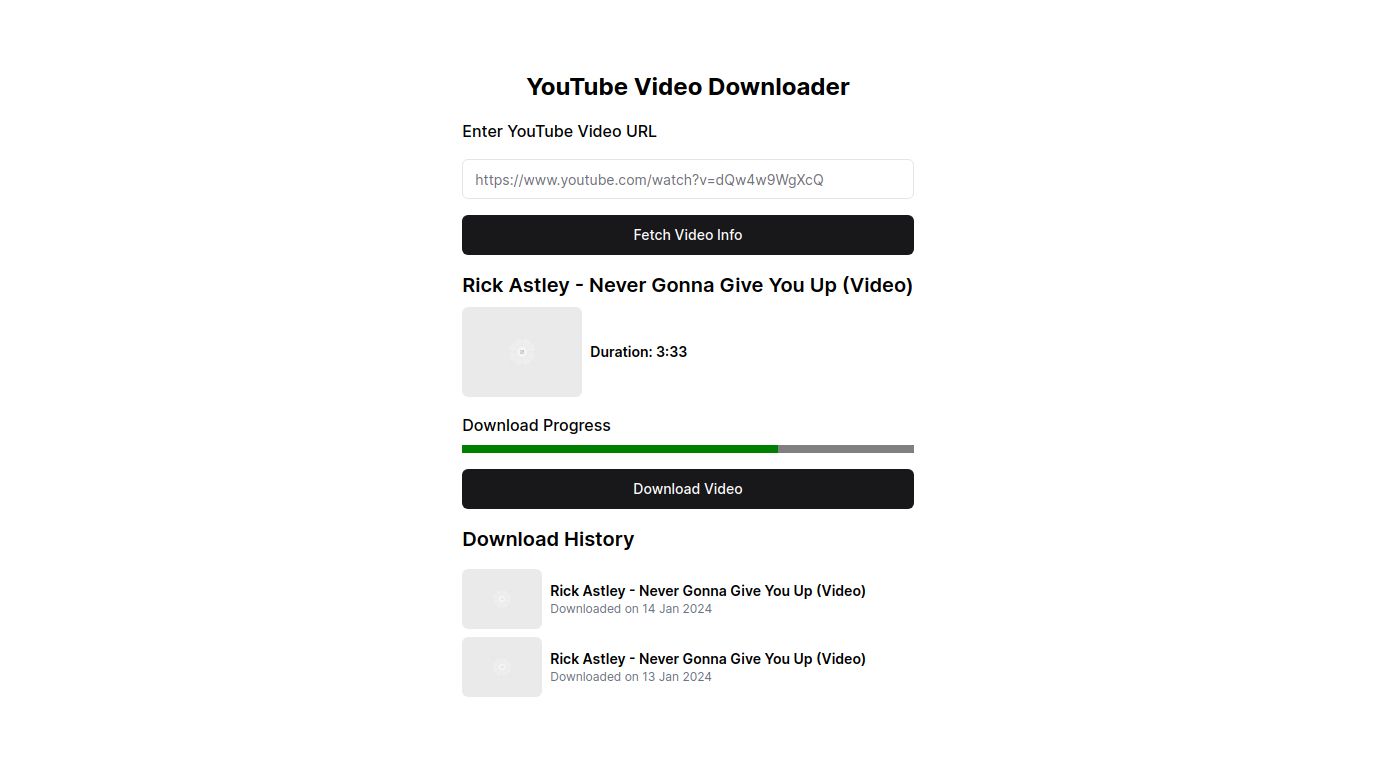 YouTube Video Downloader
Enter YouTube Video URL
https://www.youtube.com/watch?v=dQw4w9WgXcQ
Fetch Video Info
Rick Astley - Never Gonna Give You Up (Video)
Duration: 3:33
Download Progress
Download Video
Download History
Rick Astley - Never Gonna Give You Up (Video)
Downloaded on 14 Jan 2024
Rick Astley - Never Gonna Give You Up (Video)
Downloaded on 13 Jan 2024